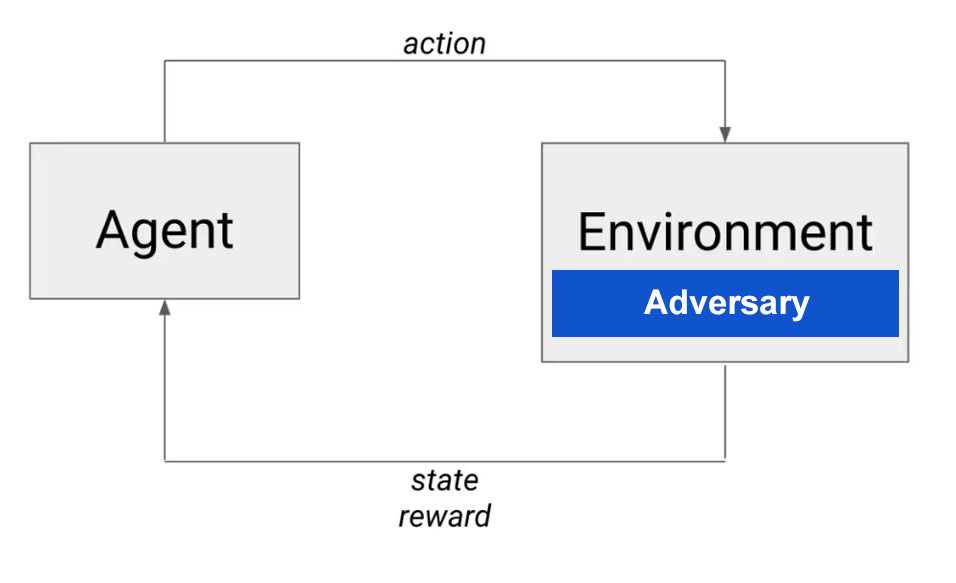 action
Agent
Environment
Adversary
state
reward